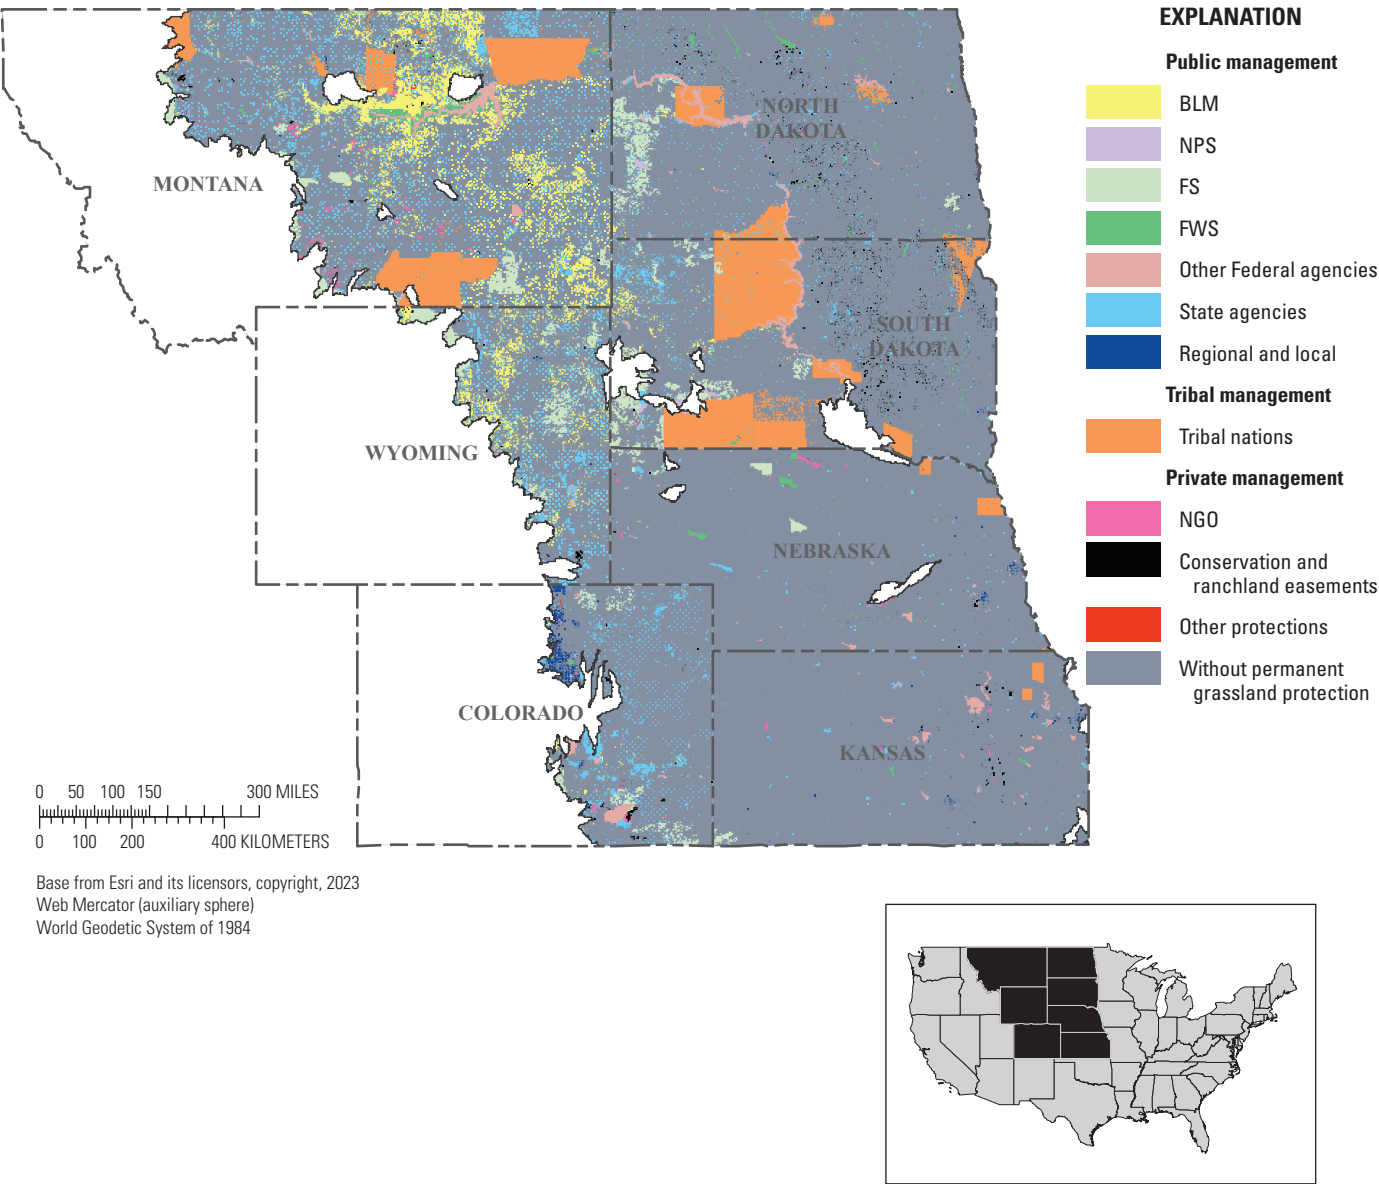 EXPLANATION
Public management
BLM
NPS
FS
FWS
Other Federal agencies
State agencies
Regional and local
Tribal management
Tribal nations
Private management
NGO
Conservation and
ranchland easements
Other protections
Without permanent
grassland protection
NORTH
DAKOTA
MONTANA
SOUTH
DAKOTA
WYOMING
NEBRASKA
COLORADO
KANSAS
0 50 100 150 300 MILES
0 100 200 400 KILOMETERS
Base from Esri and its licensors, copyright, 2023
Web Mercator (auxiliary sphere)
World Geodetic System of 1984